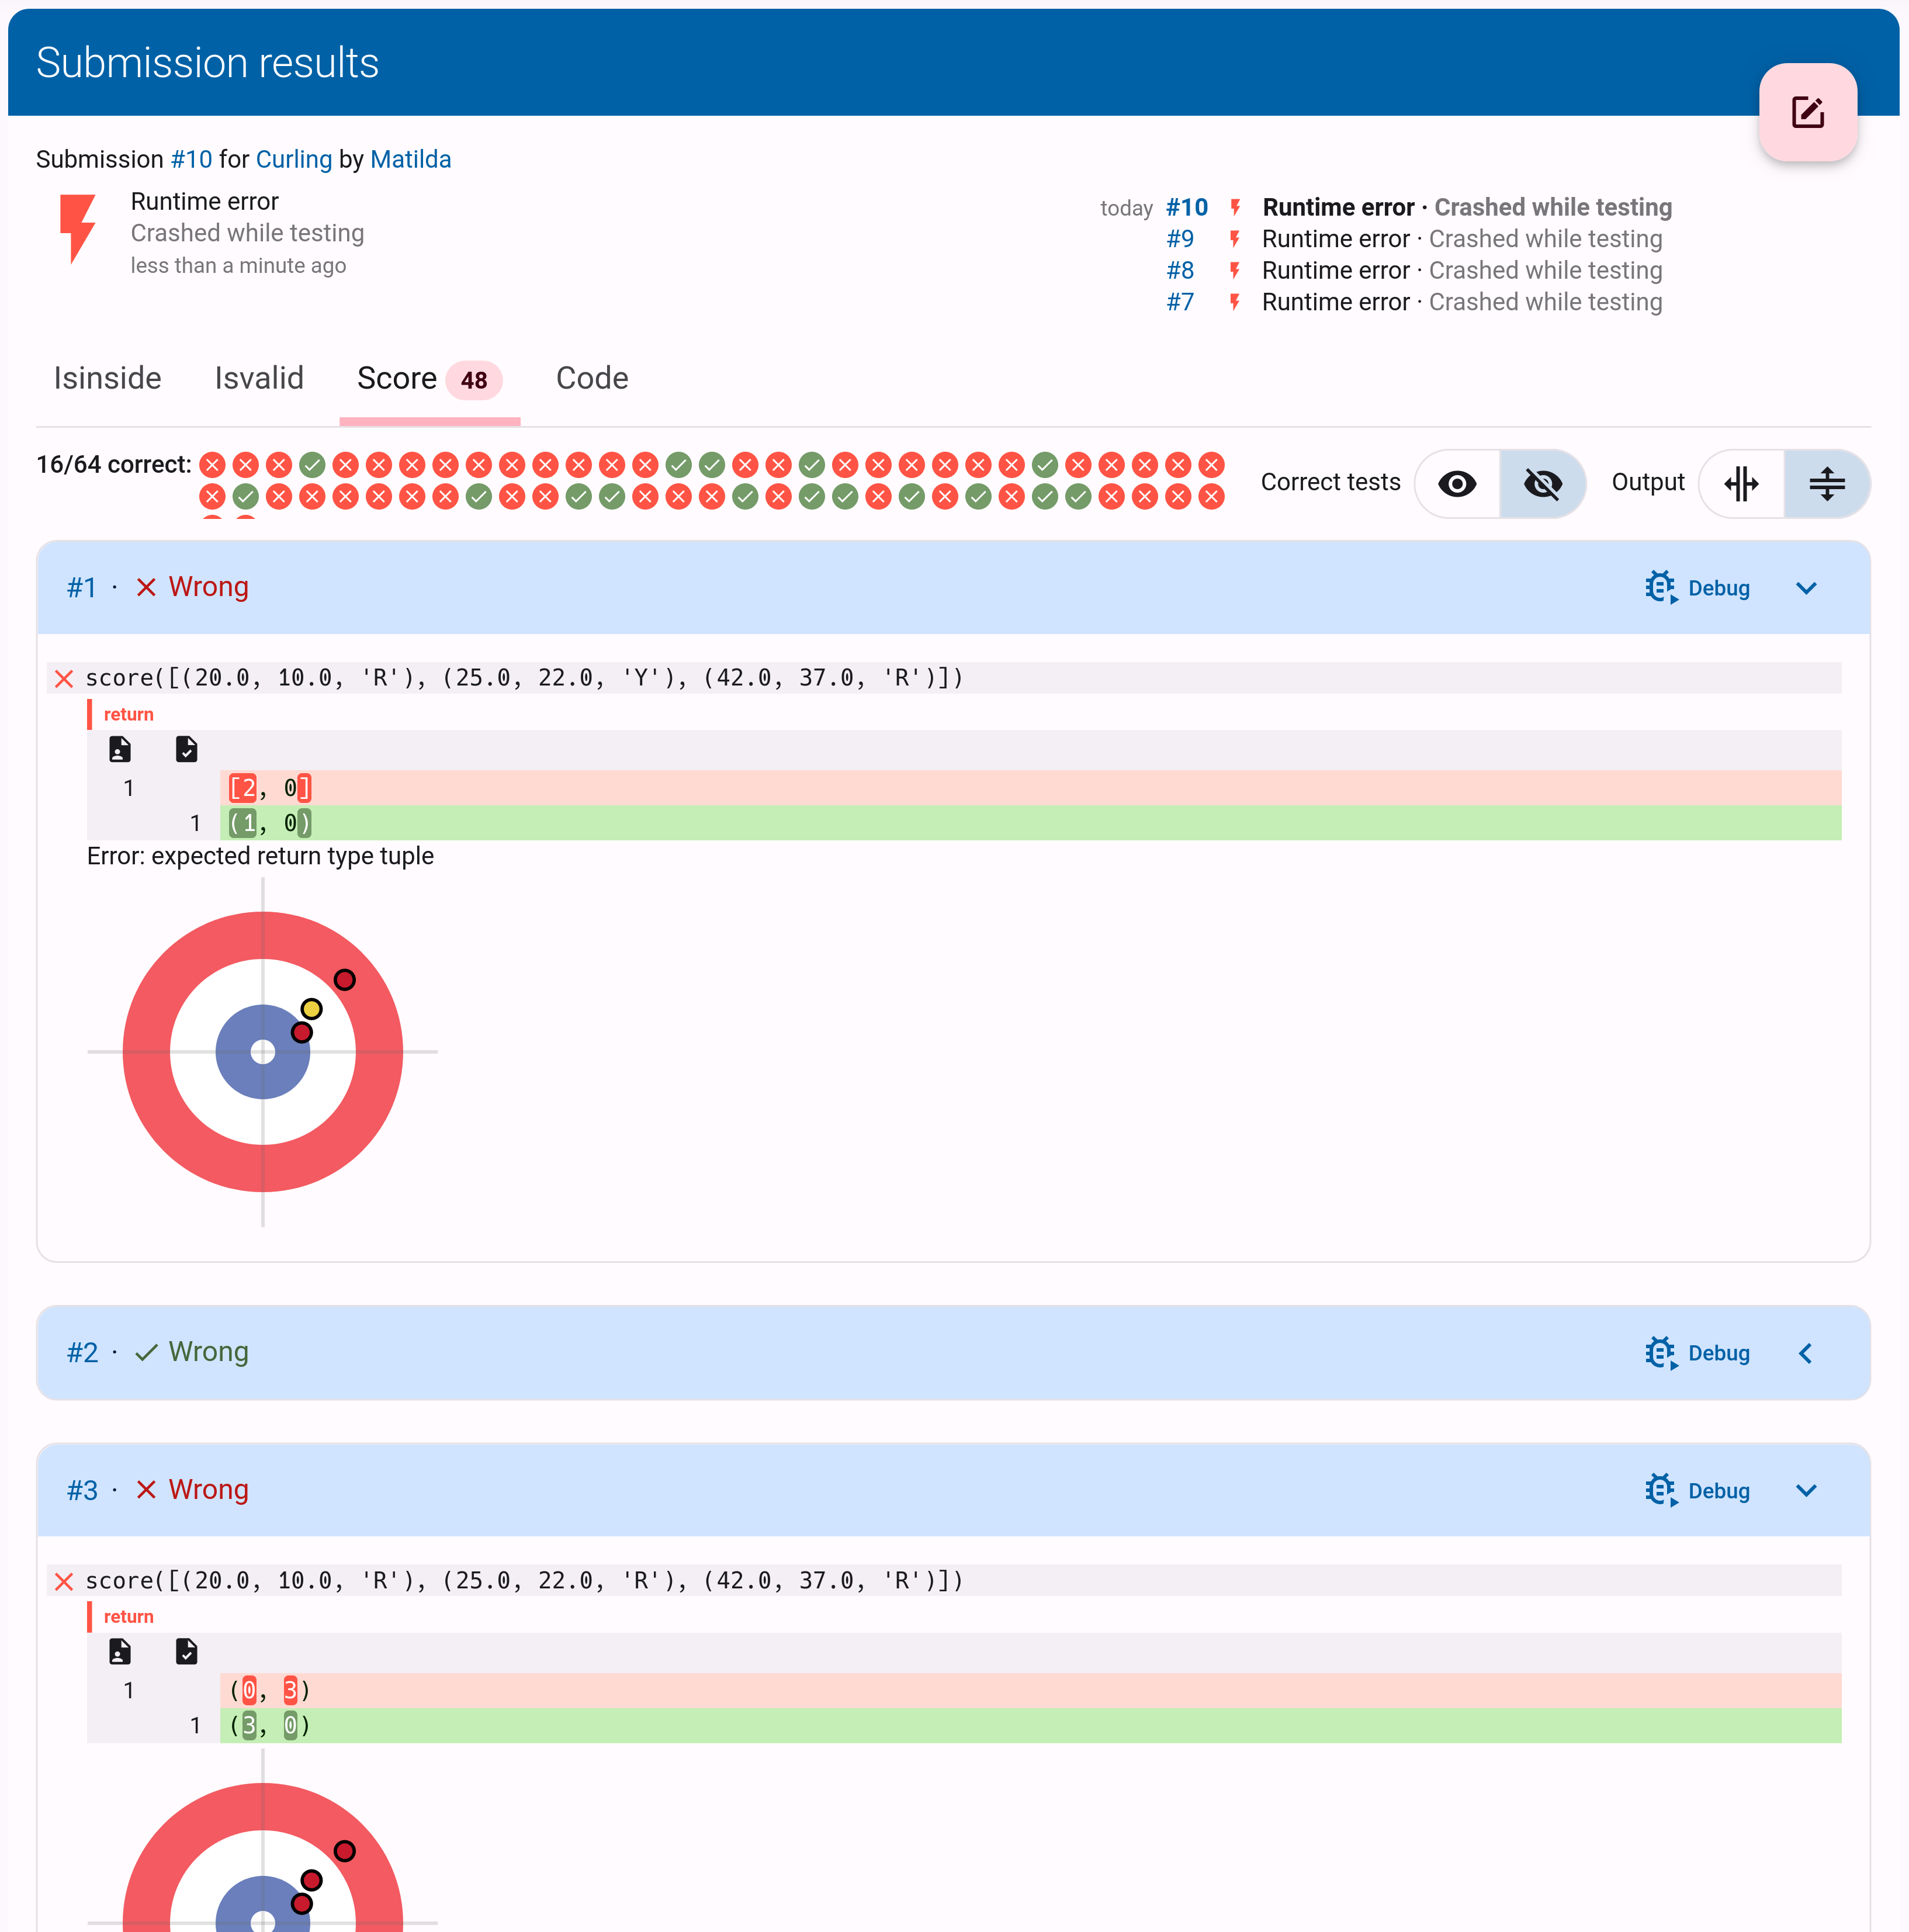 Submission results
Submission #10 for Curling by Matilda
Runtime error
Crashed while testing
less than a minute ago
today #10 Runtime error · Crashed while testing
#9 Runtime error · Crashed while testing
#8 Runtime error · Crashed while testing
#7 Runtime error · Crashed while testing
Isinside Isvalid Score 48 Code
16/64 correct: Correct tests Output
#1 · Wrong Debug
score([(20.0, 10.0, 'R'), (25.0, 22.0, 'Y'), (42.0, 37.0, 'R')])
return
1 [2, 0]
1 (1, 0)
Error: expected return type tuple
#2 · Wrong Debug
#3 · Wrong Debug
score([(20.0, 10.0, 'R'), (25.0, 22.0, 'R'), (42.0, 37.0, 'R')])
return
1 (0, 3)
1 (3, 0)